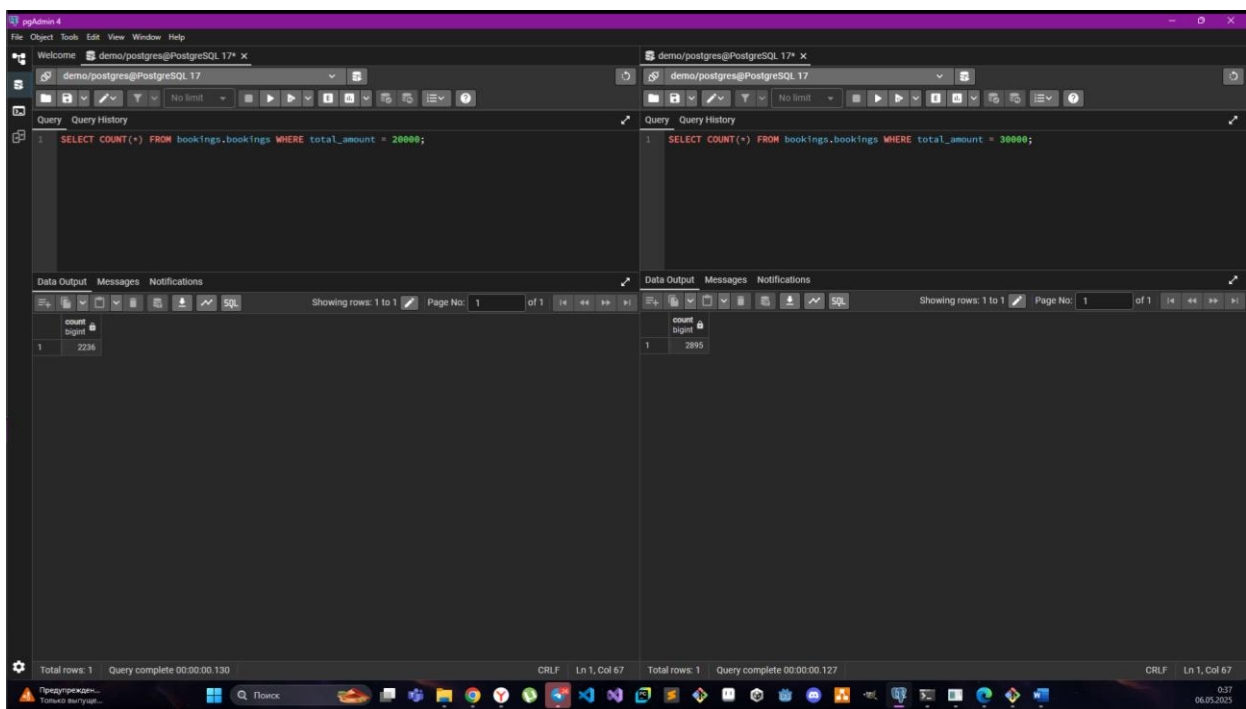 pgAdmin 4
File Object Tools Edit View Window Help
Welcome demo/postgres@PostgreSQL 17*
demo/postgres@PostgreSQL 17
No limit
Query Query History
1 SELECT COUNT(*) FROM bookings.bookings WHERE total_amount = 20000;
Data Output Messages Notifications
SQL Showing rows: 1 to 1 Page No: 1 of 1
count
bigint
1 2236
Total rows: 1 Query complete 00:00:00.130 CRLF Ln 1, Col 67
demo/postgres@PostgreSQL 17*
demo/postgres@PostgreSQL 17
No limit
Query Query History
1 SELECT COUNT(*) FROM bookings.bookings WHERE total_amount = 30000;
Data Output Messages Notifications
SQL Showing rows: 1 to 1 Page No: 1 of 1
count
bigint
1 2895
Total rows: 1 Query complete 00:00:00.127 CRLF Ln 1, Col 67
Предупрежден...
Только выпуще...
Поиск
0:37
06.05.2025